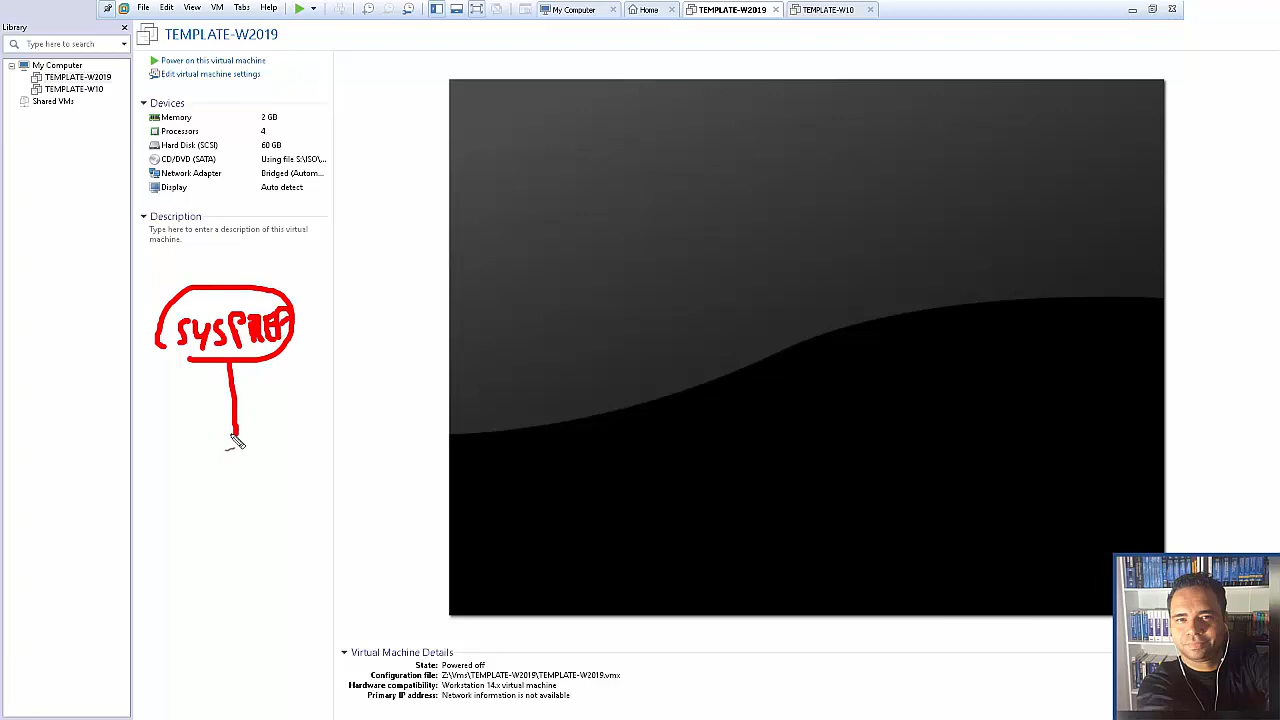 File Edit View VM Tabs Help My Computer Home TEMPLATE-W2019 TEMPLATE-W10
Library
Type here to search
My Computer
TEMPLATE-W2019
TEMPLATE-W10
Shared VMs
TEMPLATE-W2019
Power on this virtual machine
Edit virtual machine settings
Devices
Memory 2 GB
Processors 4
Hard Disk (SCSI) 60 GB
CD/DVD (SATA) Using file S:\ISO\...
Network Adapter Bridged (Autom...
Display Auto detect
Description
Type here to enter a description of this virtual
machine.
SYSPREP
Virtual Machine Details
State: Powered off
Configuration file: Z:\Vms\TEMPLATE-W2019\TEMPLATE-W2019.vmx
Hardware compatibility: Workstation 14.x virtual machine
Primary IP address: Network information is not available